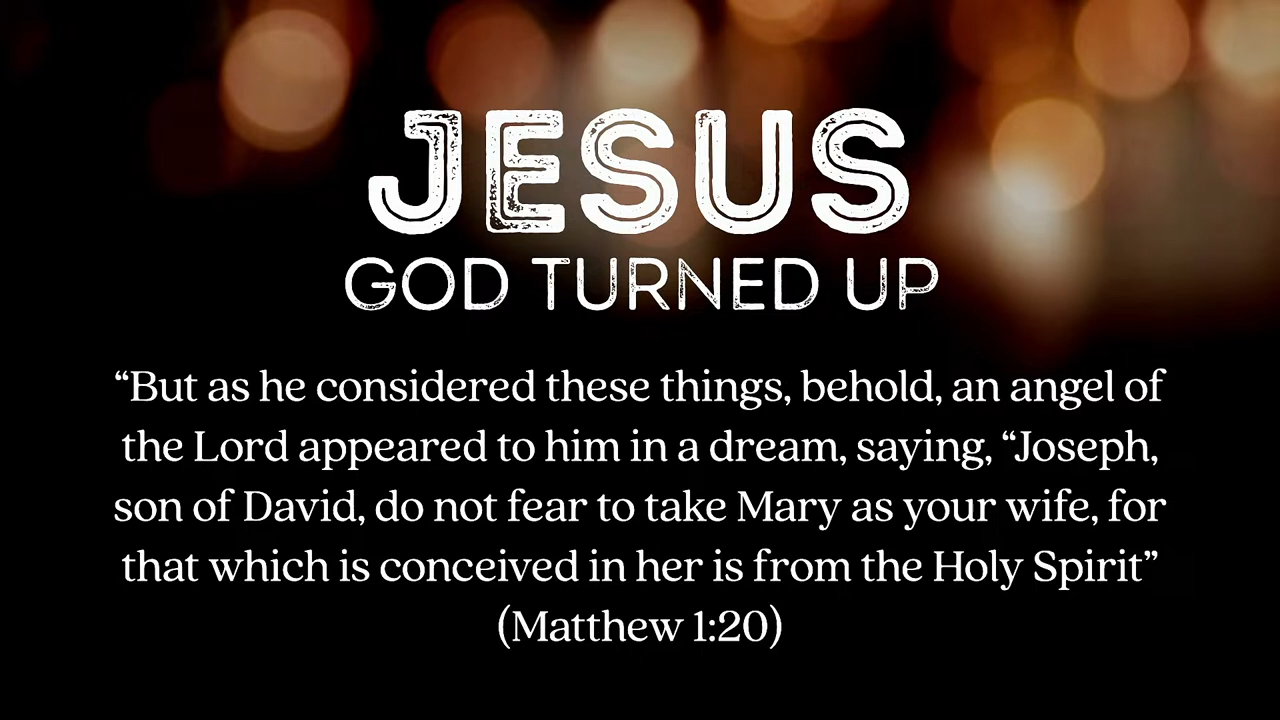 JESUS
GOD TURNED UP
“But as he considered these things, behold, an angel of
the Lord appeared to him in a dream, saying, “Joseph,
son of David, do not fear to take Mary as your wife, for
that which is conceived in her is from the Holy Spirit”
(Matthew 1:20)